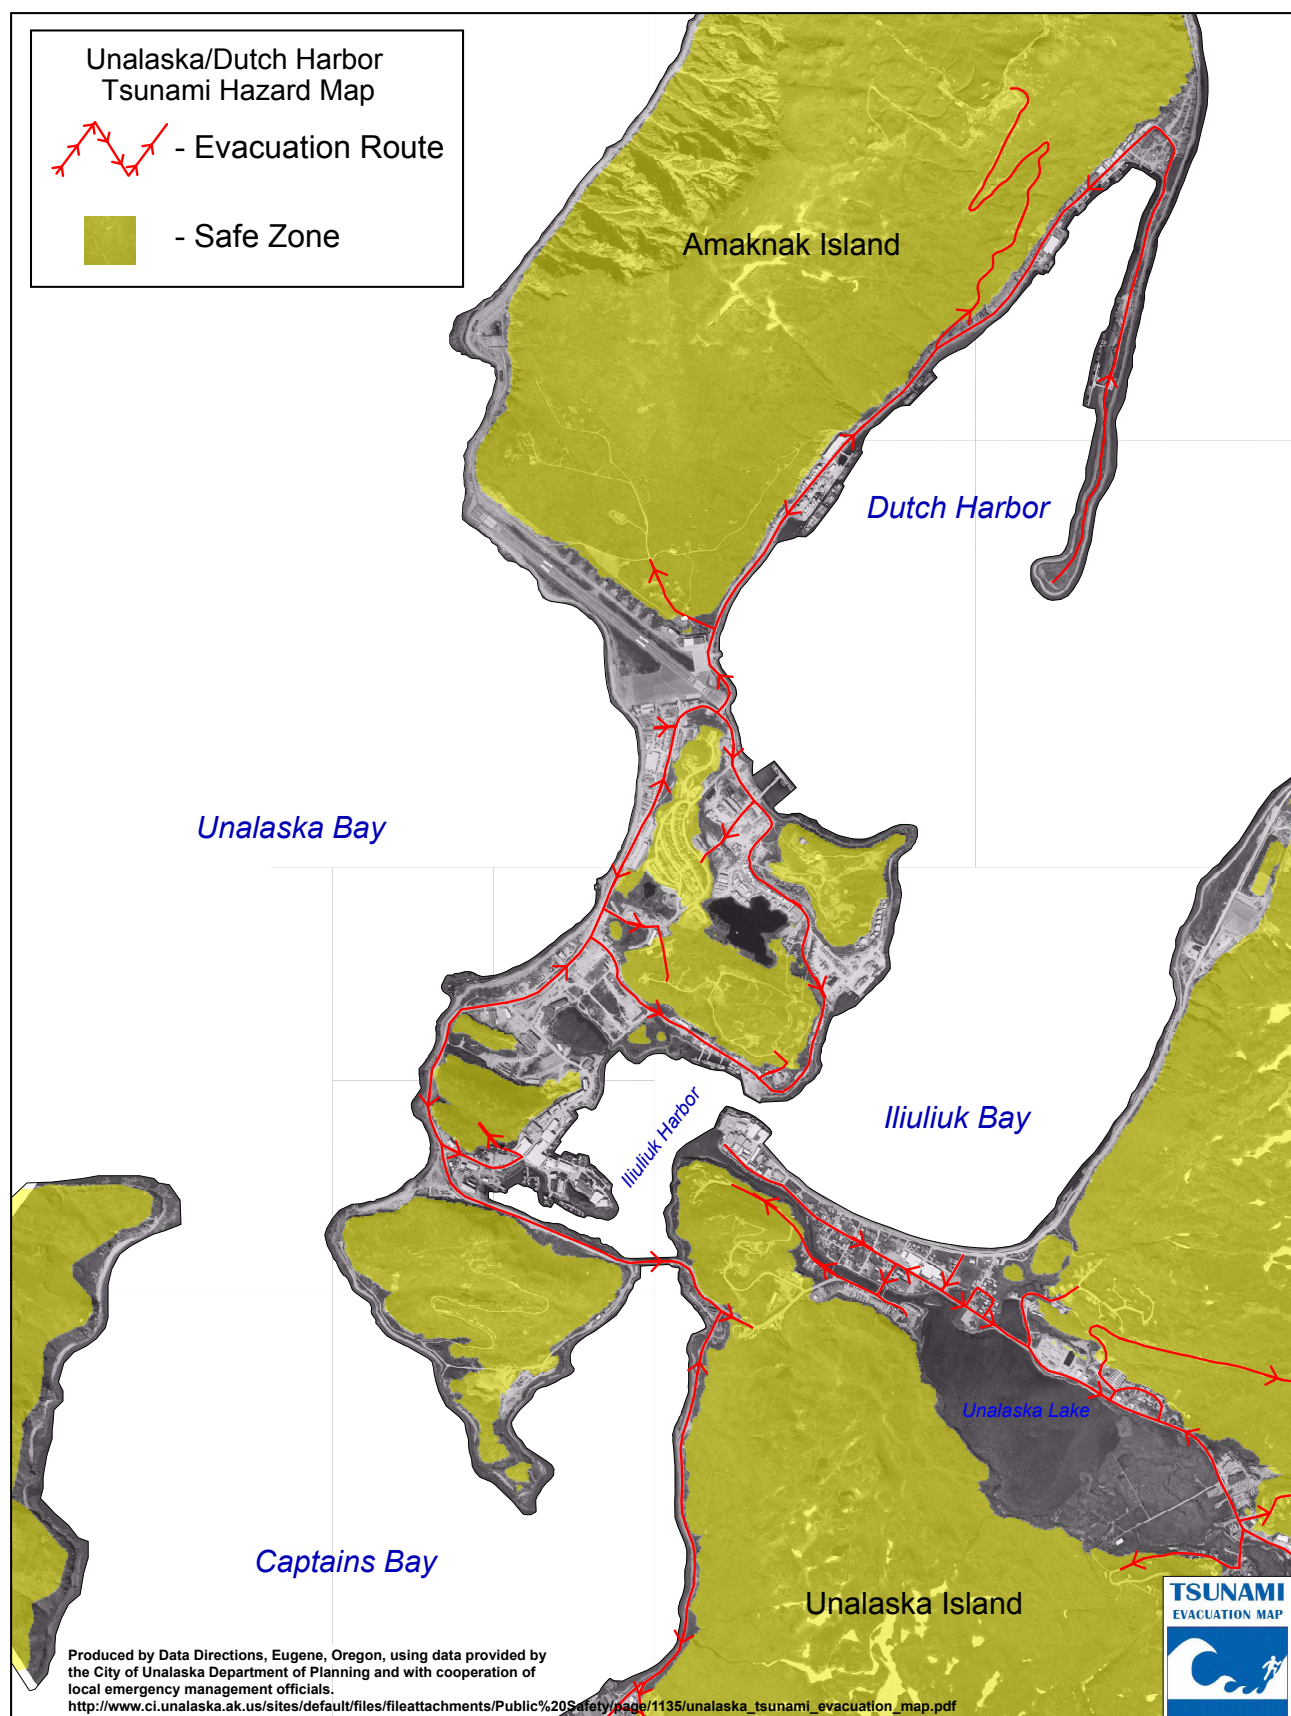 Unalaska/Dutch Harbor
Tsunami Hazard Map
- Evacuation Route
- Safe Zone
Amaknak Island
Dutch Harbor
Unalaska Bay
Iliuliuk Bay
Iliuliuk Harbor
Unalaska Lake
Captains Bay
Unalaska Island
TSUNAMI
EVACUATION MAP
Produced by Data Directions, Eugene, Oregon, using data provided by
the City of Unalaska Department of Planning and with cooperation of
local emergency management officials.
http://www.ci.unalaska.ak.us/sites/default/files/fileattachments/Public%20Safety/page/1135/unalaska_tsunami_evacuation_map.pdf